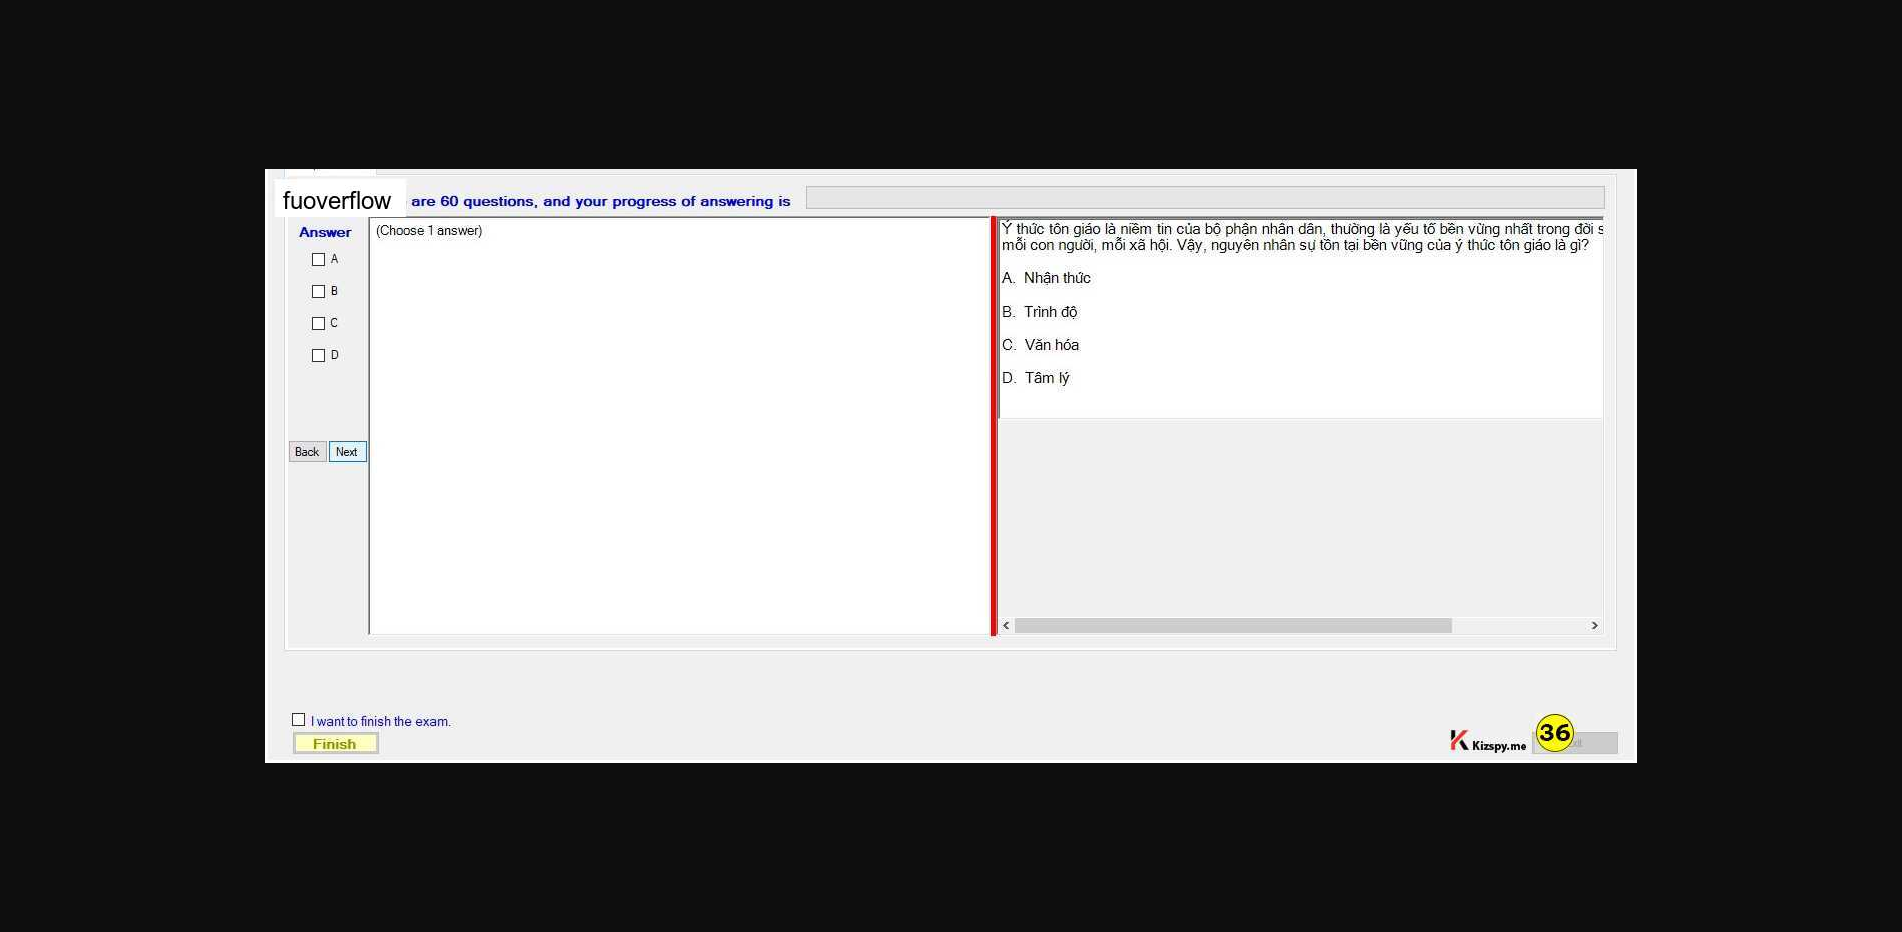 fuoverflow are 60 questions, and your progress of answering is
Answer
(Choose 1 answer)
A
B
C
D
Back Next
Ý thức tôn giáo là niềm tin của bộ phận nhân dân, thường là yếu tố bền vững nhất trong đời s
mỗi con người, mỗi xã hội. Vậy, nguyên nhân sự tồn tại bền vững của ý thức tôn giáo là gì?
A. Nhận thức
B. Trình độ
C. Văn hóa
D. Tâm lý
I want to finish the exam.
Finish
Kizspy.me
36